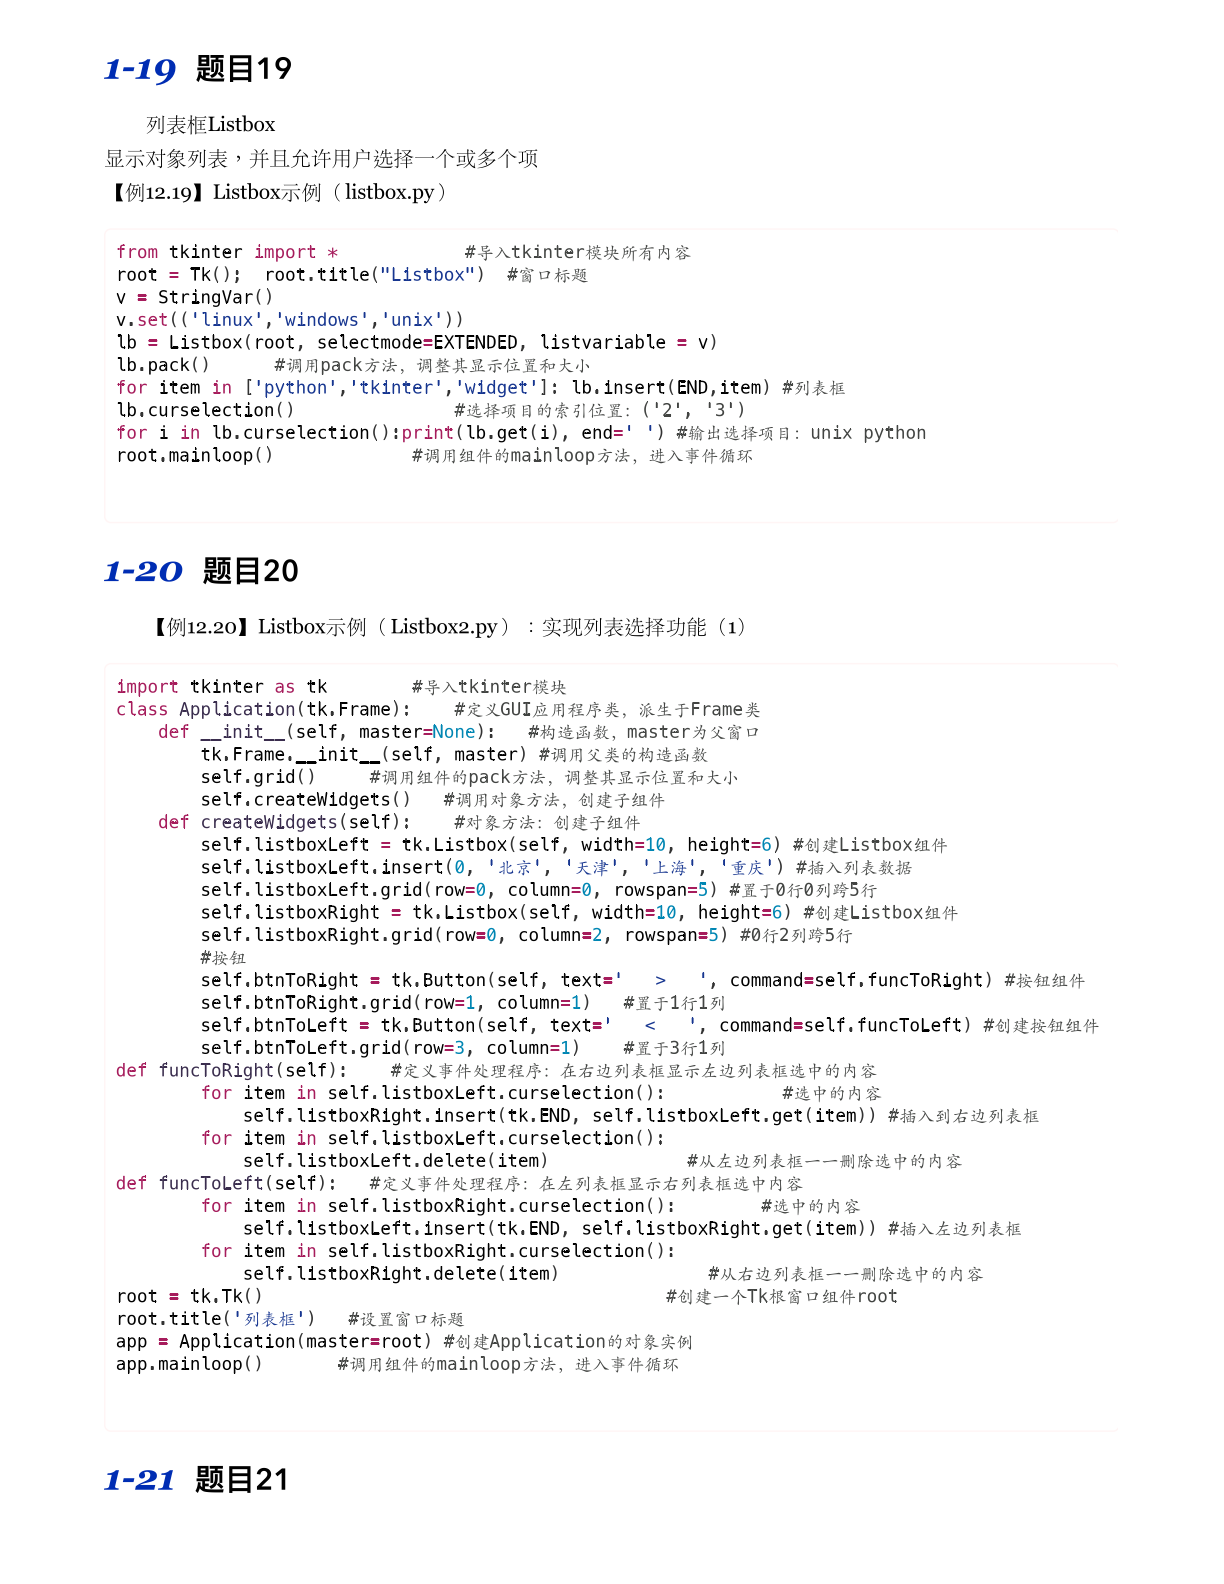 1-19 题目19
列表框Listbox
显示对象列表，并且允许用户选择一个或多个项
【例12.19】Listbox示例（listbox.py）
from tkinter import *            #导入tkinter模块所有内容
root = Tk();  root.title("Listbox")  #窗口标题
v = StringVar()
v.set(('linux','windows','unix'))
lb = Listbox(root, selectmode=EXTENDED, listvariable = v)
lb.pack()      #调用pack方法，调整其显示位置和大小
for item in ['python','tkinter','widget']: lb.insert(END,item) #列表框
lb.curselection()               #选择项目的索引位置：('2', '3')
for i in lb.curselection():print(lb.get(i), end=' ') #输出选择项目：unix python
root.mainloop()             #调用组件的mainloop方法，进入事件循环
1-20 题目20
【例12.20】Listbox示例（Listbox2.py）：实现列表选择功能（1）
import tkinter as tk        #导入tkinter模块
class Application(tk.Frame):    #定义GUI应用程序类，派生于Frame类
    def __init__(self, master=None):   #构造函数，master为父窗口
        tk.Frame.__init__(self, master) #调用父类的构造函数
        self.grid()     #调用组件的pack方法，调整其显示位置和大小
        self.createWidgets()   #调用对象方法，创建子组件
    def createWidgets(self):    #对象方法：创建子组件
        self.listboxLeft = tk.Listbox(self, width=10, height=6) #创建Listbox组件
        self.listboxLeft.insert(0, '北京', '天津', '上海', '重庆') #插入列表数据
        self.listboxLeft.grid(row=0, column=0, rowspan=5) #置于0行0列跨5行
        self.listboxRight = tk.Listbox(self, width=10, height=6) #创建Listbox组件
        self.listboxRight.grid(row=0, column=2, rowspan=5) #0行2列跨5行
        #按钮
        self.btnToRight = tk.Button(self, text='   >   ', command=self.funcToRight) #按钮组件
        self.btnToRight.grid(row=1, column=1)   #置于1行1列
        self.btnToLeft = tk.Button(self, text='   <   ', command=self.funcToLeft) #创建按钮组件
        self.btnToLeft.grid(row=3, column=1)    #置于3行1列
def funcToRight(self):    #定义事件处理程序：在右边列表框显示左边列表框选中的内容
        for item in self.listboxLeft.curselection():           #选中的内容
            self.listboxRight.insert(tk.END, self.listboxLeft.get(item)) #插入到右边列表框
        for item in self.listboxLeft.curselection():
            self.listboxLeft.delete(item)             #从左边列表框一一删除选中的内容
def funcToLeft(self):   #定义事件处理程序：在左列表框显示右列表框选中内容
        for item in self.listboxRight.curselection():        #选中的内容
            self.listboxLeft.insert(tk.END, self.listboxRight.get(item)) #插入左边列表框
        for item in self.listboxRight.curselection():
            self.listboxRight.delete(item)              #从右边列表框一一删除选中的内容
root = tk.Tk()                                      #创建一个Tk根窗口组件root
root.title('列表框')   #设置窗口标题
app = Application(master=root) #创建Application的对象实例
app.mainloop()       #调用组件的mainloop方法，进入事件循环
1-21 题目21